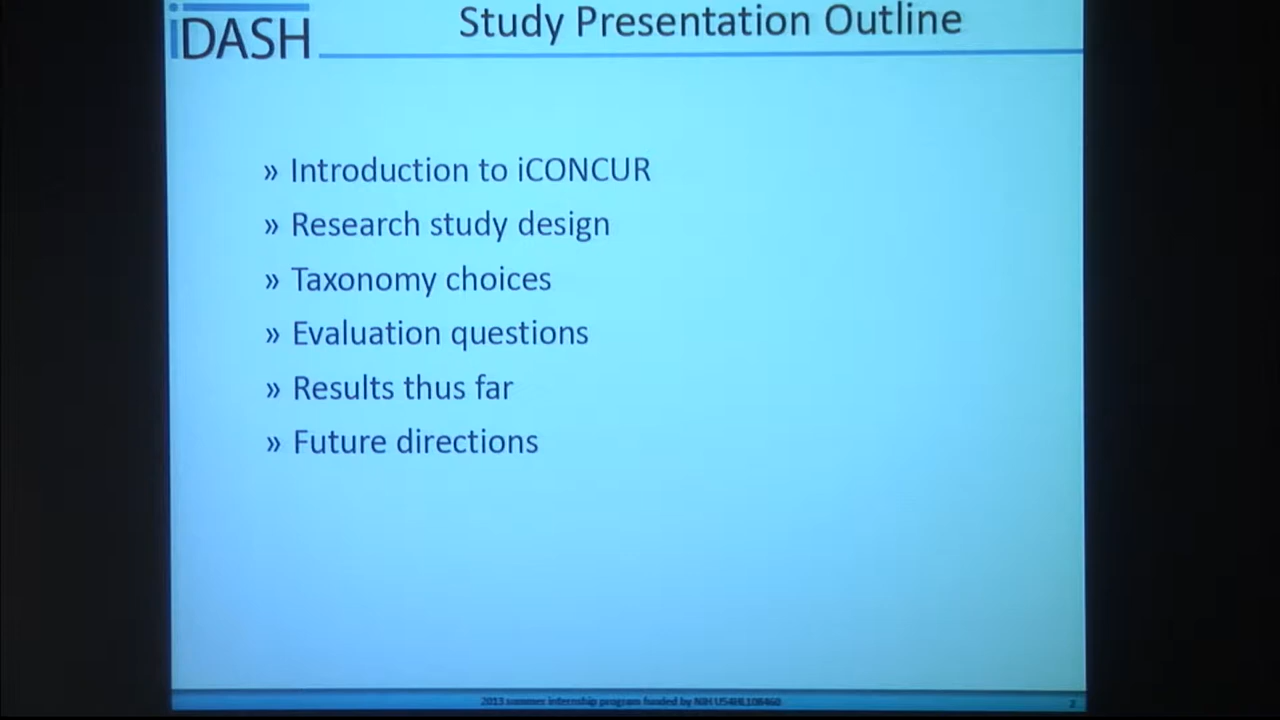 iDASH
Study Presentation Outline
» Introduction to iCONCUR
» Research study design
» Taxonomy choices
» Evaluation questions
» Results thus far
» Future directions
2013 summer internship program funded by NIH U54HL108460
2